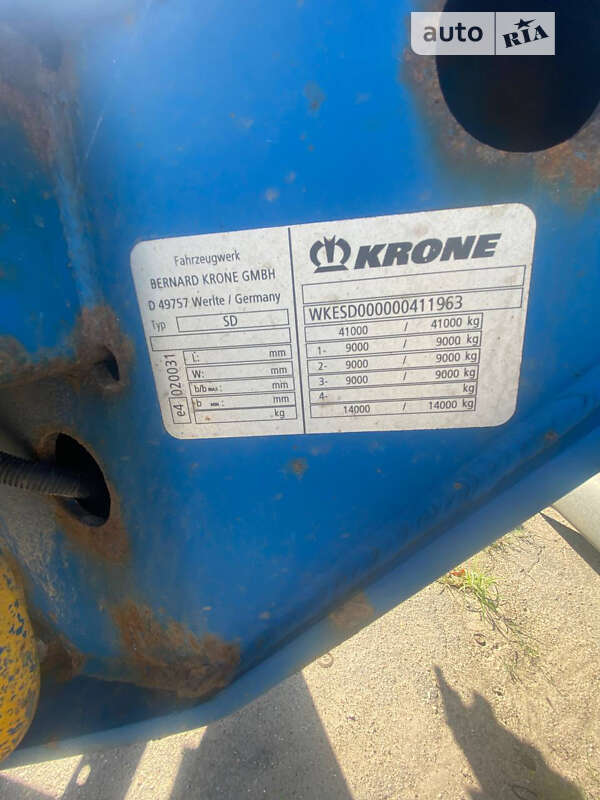 auto RIA
Fahrzeugwerk
BERNARD KRONE GMBH
D 49757 Werlte / Germany
Typ SD
e4 020031
L: mm
W: mm
b/b MAX.: mm
b MIN.: mm
kg
KRONE
WKESD000000411963
41000 / 41000 kg
1- 9000 / 9000 kg
2- 9000 / 9000 kg
3- 9000 / 9000 kg
4- kg
14000 / 14000 kg